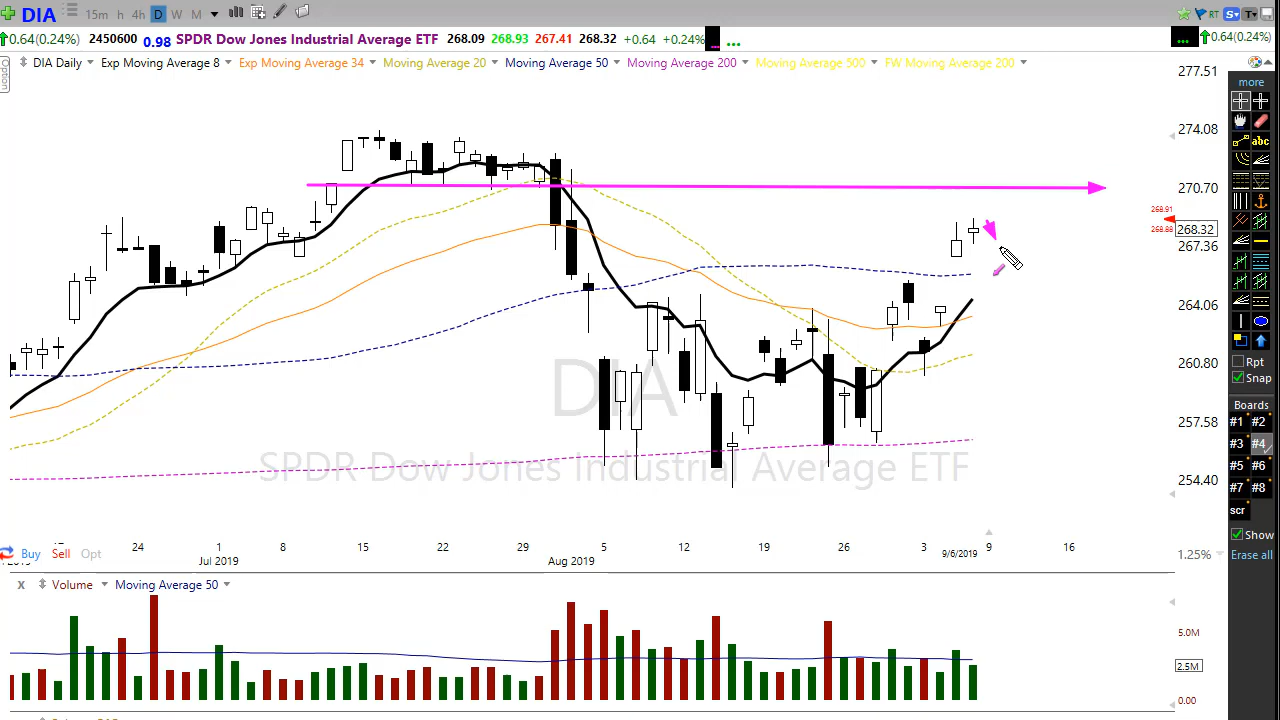 DIA 15m h 4h D W M RT S T
0.64(0.24%) 2450600 0.98 SPDR Dow Jones Industrial Average ETF 268.09 268.93 267.41 268.32 +0.64 +0.24% ... ... 0.64(0.24%)
Option DIA Daily Exp Moving Average 8 Exp Moving Average 34 Moving Average 20 Moving Average 50 Moving Average 200 Moving Average 500 FW Moving Average 200
277.51
more
274.08
abc
270.70
268.91
268.88
268.32
267.36
264.06
260.80
257.58
254.40
DIA
SPDR Dow Jones Industrial Average ETF
Rpt
Snap
Boards
#1 #2
#3 #4
#5 #6
#7 #8
scr
Show
Erase all
24 1 8 15 22 29 5 12 19 26 3 9 16
Jul 2019 Aug 2019 9/6/2019
Buy Sell Opt
1.25%
X Volume Moving Average 50
5.0M
2.5M
0.00